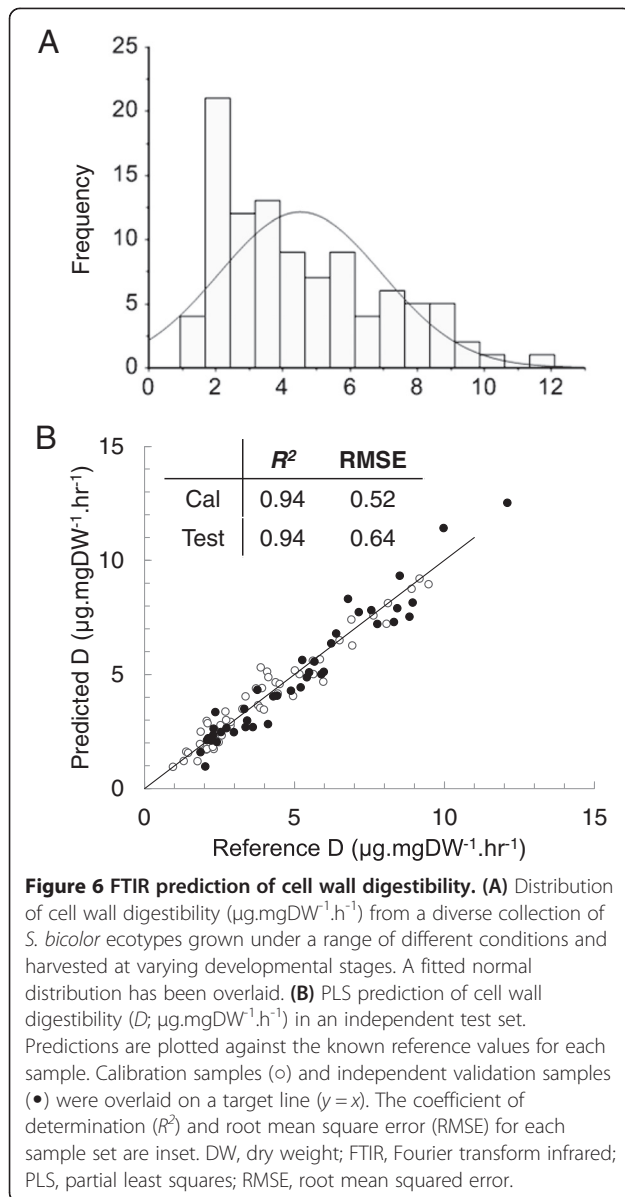 A
25
20
15
10
5
0
Frequency
0 2 4 6 8 10 12
B
15
10
5
0
Predicted D (µg.mgDW⁻¹.hr⁻¹)
R² RMSE
Cal 0.94 0.52
Test 0.94 0.64
0 5 10 15
Reference D (µg.mgDW⁻¹.hr⁻¹)
Figure 6 FTIR prediction of cell wall digestibility. (A) Distribution
of cell wall digestibility (µg.mgDW⁻¹.h⁻¹) from a diverse collection of
S. bicolor ecotypes grown under a range of different conditions and
harvested at varying developmental stages. A fitted normal
distribution has been overlaid. (B) PLS prediction of cell wall
digestibility (D; µg.mgDW⁻¹.h⁻¹) in an independent test set.
Predictions are plotted against the known reference values for each
sample. Calibration samples (○) and independent validation samples
(●) were overlaid on a target line (y = x). The coefficient of
determination (R²) and root mean square error (RMSE) for each
sample set are inset. DW, dry weight; FTIR, Fourier transform infrared;
PLS, partial least squares; RMSE, root mean squared error.